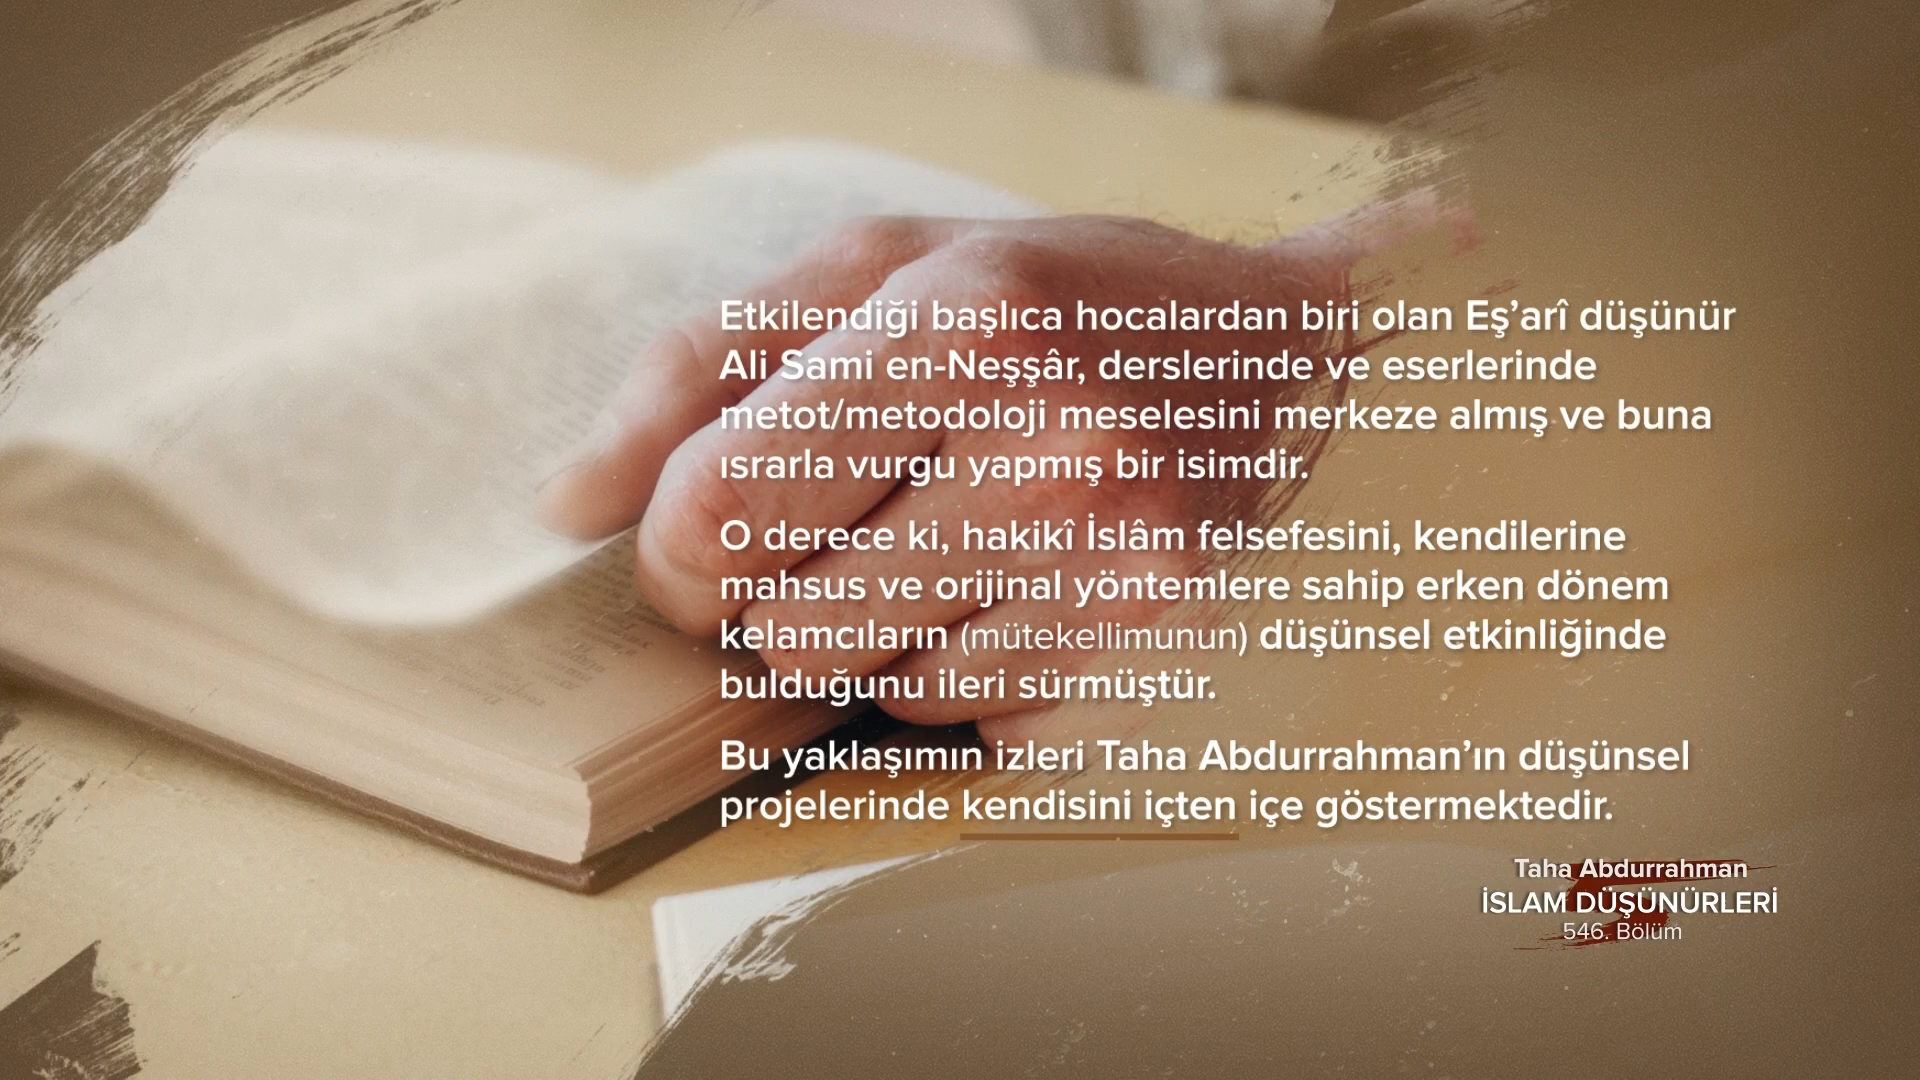 Etkilendiği başlıca hocalardan biri olan Eş’arî düşünür
Ali Sami en-Neşşâr, derslerinde ve eserlerinde
metot/metodoloji meselesini merkeze almış ve buna
ısrarla vurgu yapmış bir isimdir.
O derece ki, hakikî İslâm felsefesini, kendilerine
mahsus ve orijinal yöntemlere sahip erken dönem
kelamcıların (mütekellimunun) düşünsel etkinliğinde
bulduğunu ileri sürmüştür.
Bu yaklaşımın izleri Taha Abdurrahman’ın düşünsel
projelerinde kendisini içten içe göstermektedir.
Taha Abdurrahman
İSLAM DÜŞÜNÜRLERİ
546. Bölüm